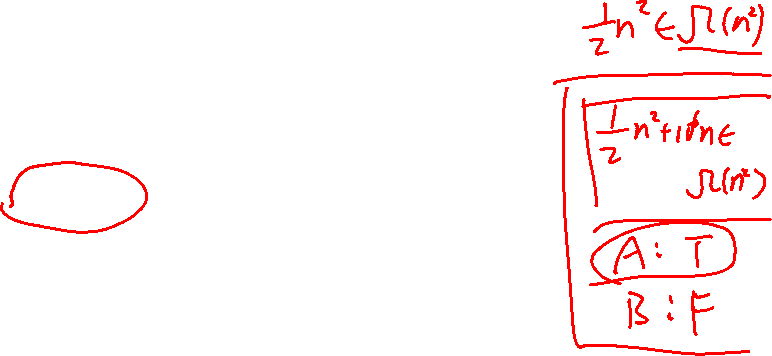 ½n² ∈ Ω(n²)
½n² + 10n ∈
Ω(n²)
A : T
B : F